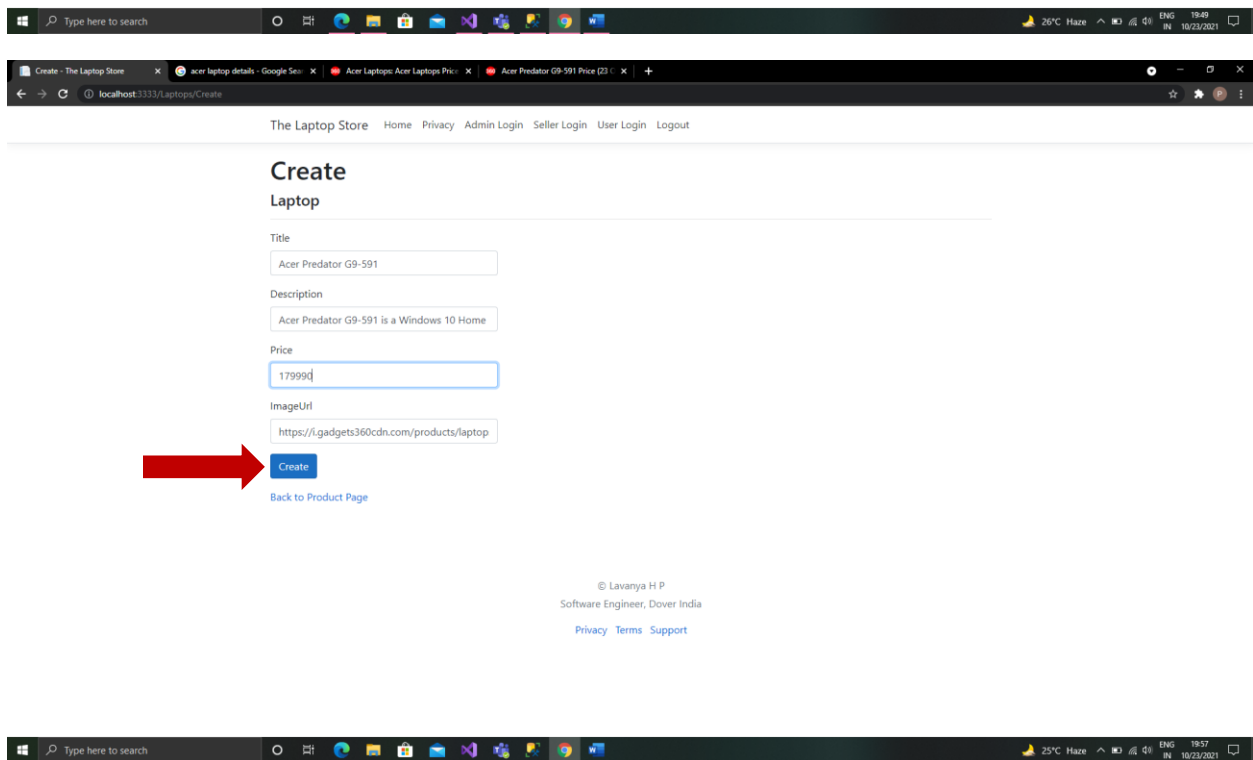 Type here to search
26°C Haze
ENG 19:49
IN 10/23/2021
Create - The Laptop Store
acer laptop details - Google Sear
Acer Laptops: Acer Laptops Price
Acer Predator G9-591 Price (23 O
localhost:3333/Laptops/Create
P
The Laptop Store Home Privacy Admin Login Seller Login User Login Logout
Create
Laptop
Title
Acer Predator G9-591
Description
Acer Predator G9-591 is a Windows 10 Home
Price
179990
ImageUrl
https://i.gadgets360cdn.com/products/laptop
Create
Back to Product Page
© Lavanya H P
Software Engineer, Dover India
Privacy Terms Support
Type here to search
25°C Haze
ENG 19:57
IN 10/23/2021